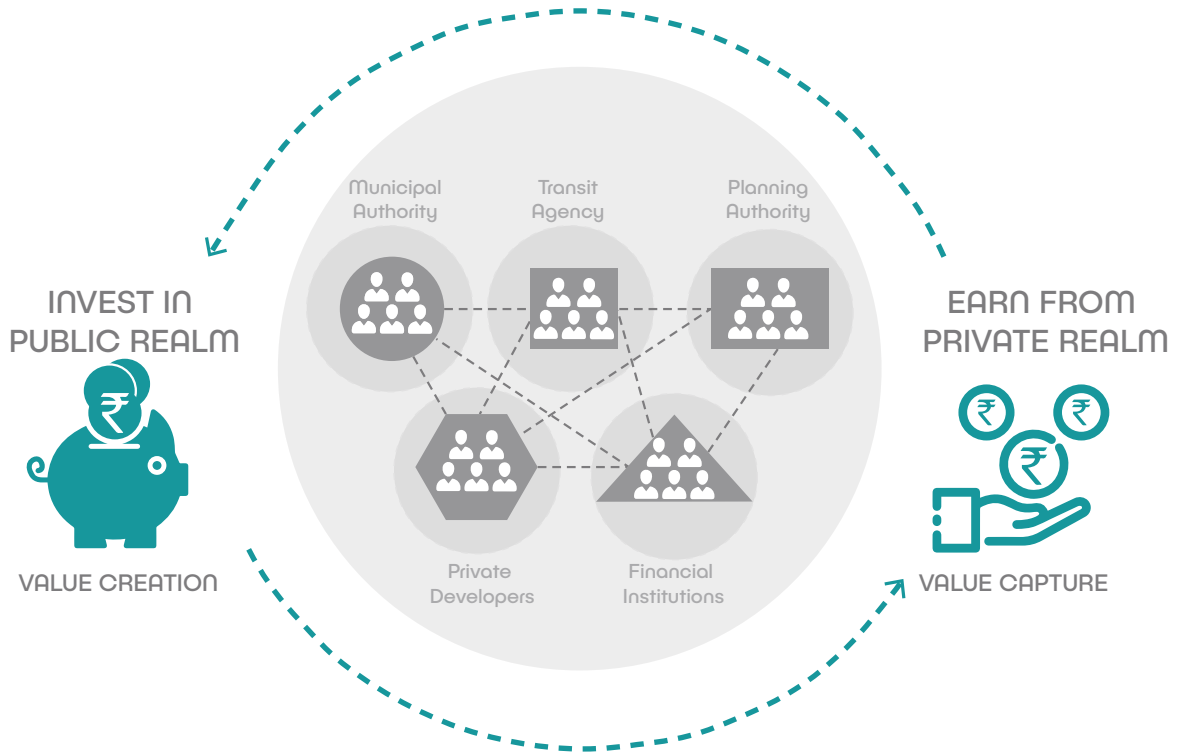 Municipal
Authority
Transit
Agency
Planning
Authority
INVEST IN
PUBLIC REALM
₹
VALUE CREATION
EARN FROM
PRIVATE REALM
₹
₹
₹
VALUE CAPTURE
Private
Developers
Financial
Institutions